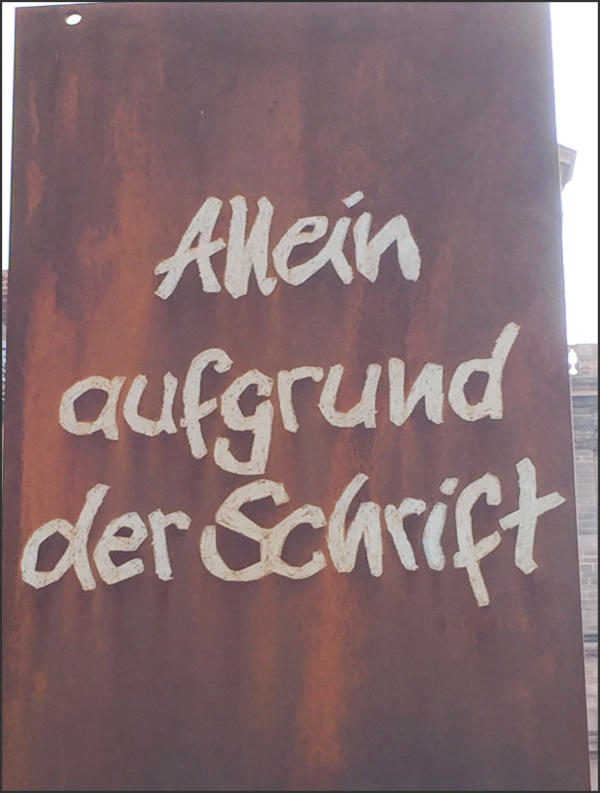 Allein
aufgrund
der Schrift